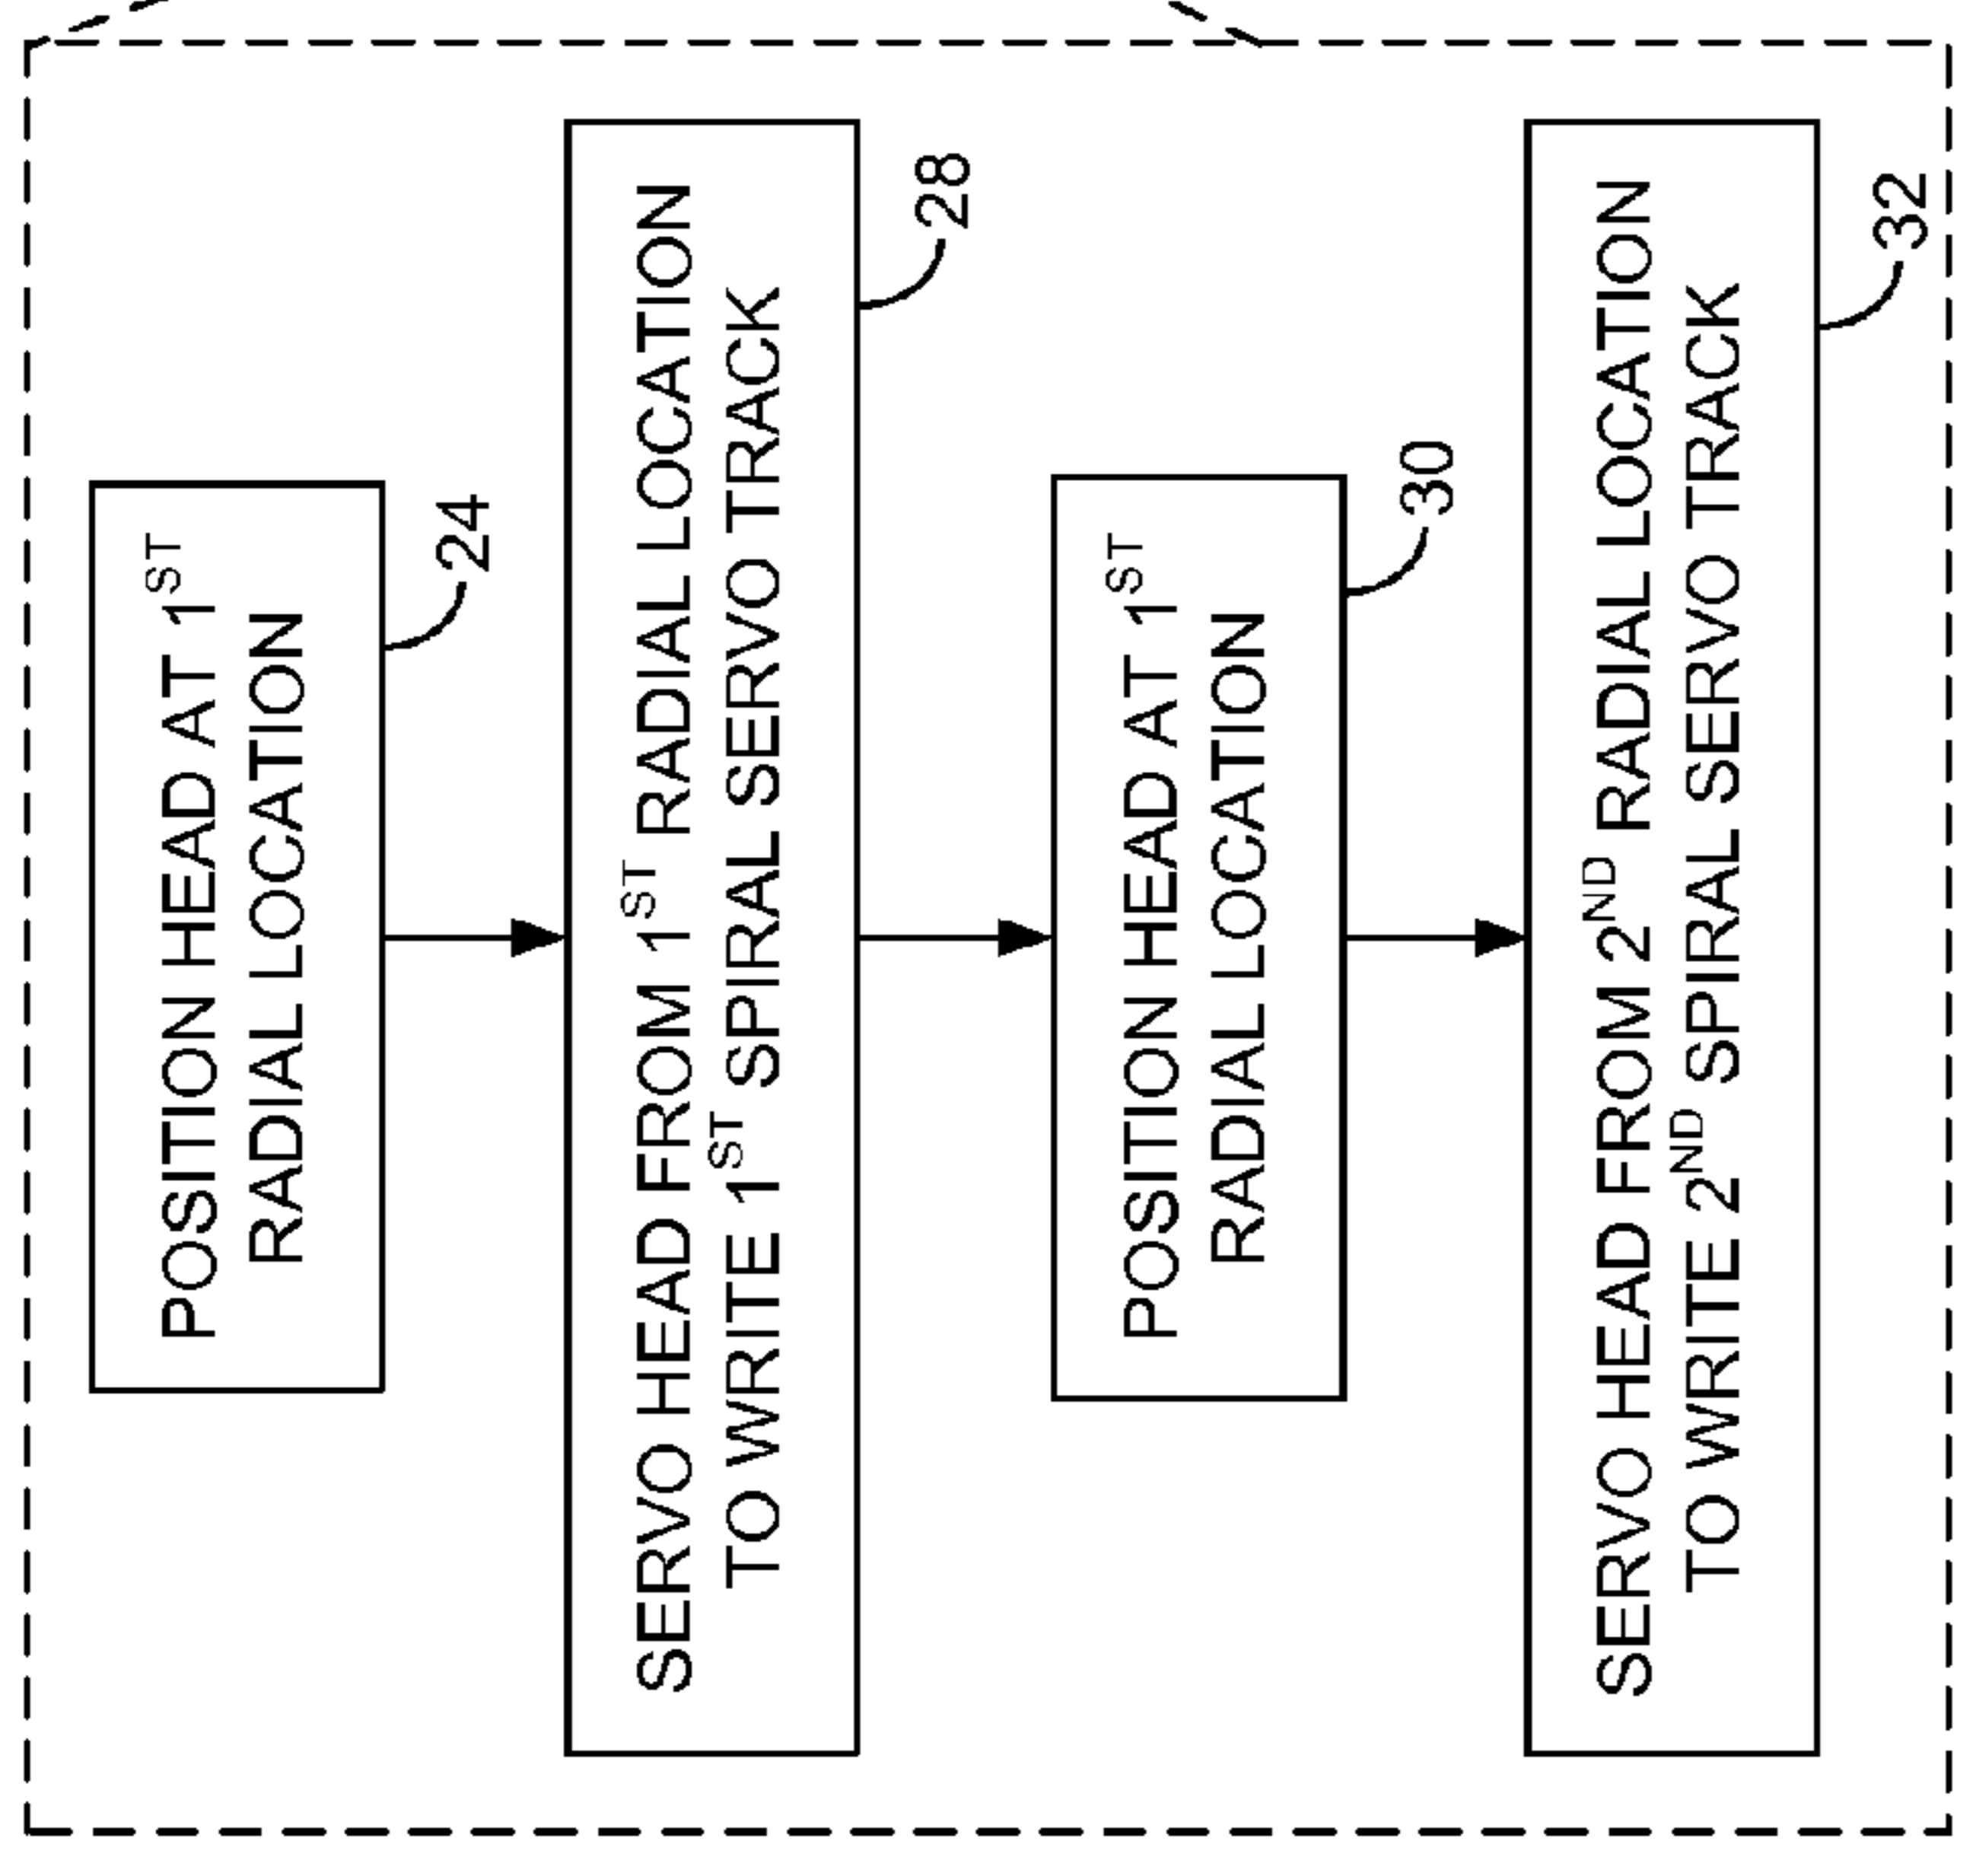 POSITION HEAD AT 1ST
RADIAL LOCATION
24
SERVO HEAD FROM 1ST RADIAL LOCATION
TO WRITE 1ST SPIRAL SERVO TRACK
28
POSITION HEAD AT 1ST
RADIAL LOCATION
30
SERVO HEAD FROM 2ND RADIAL LOCATION
TO WRITE 2ND SPIRAL SERVO TRACK
32